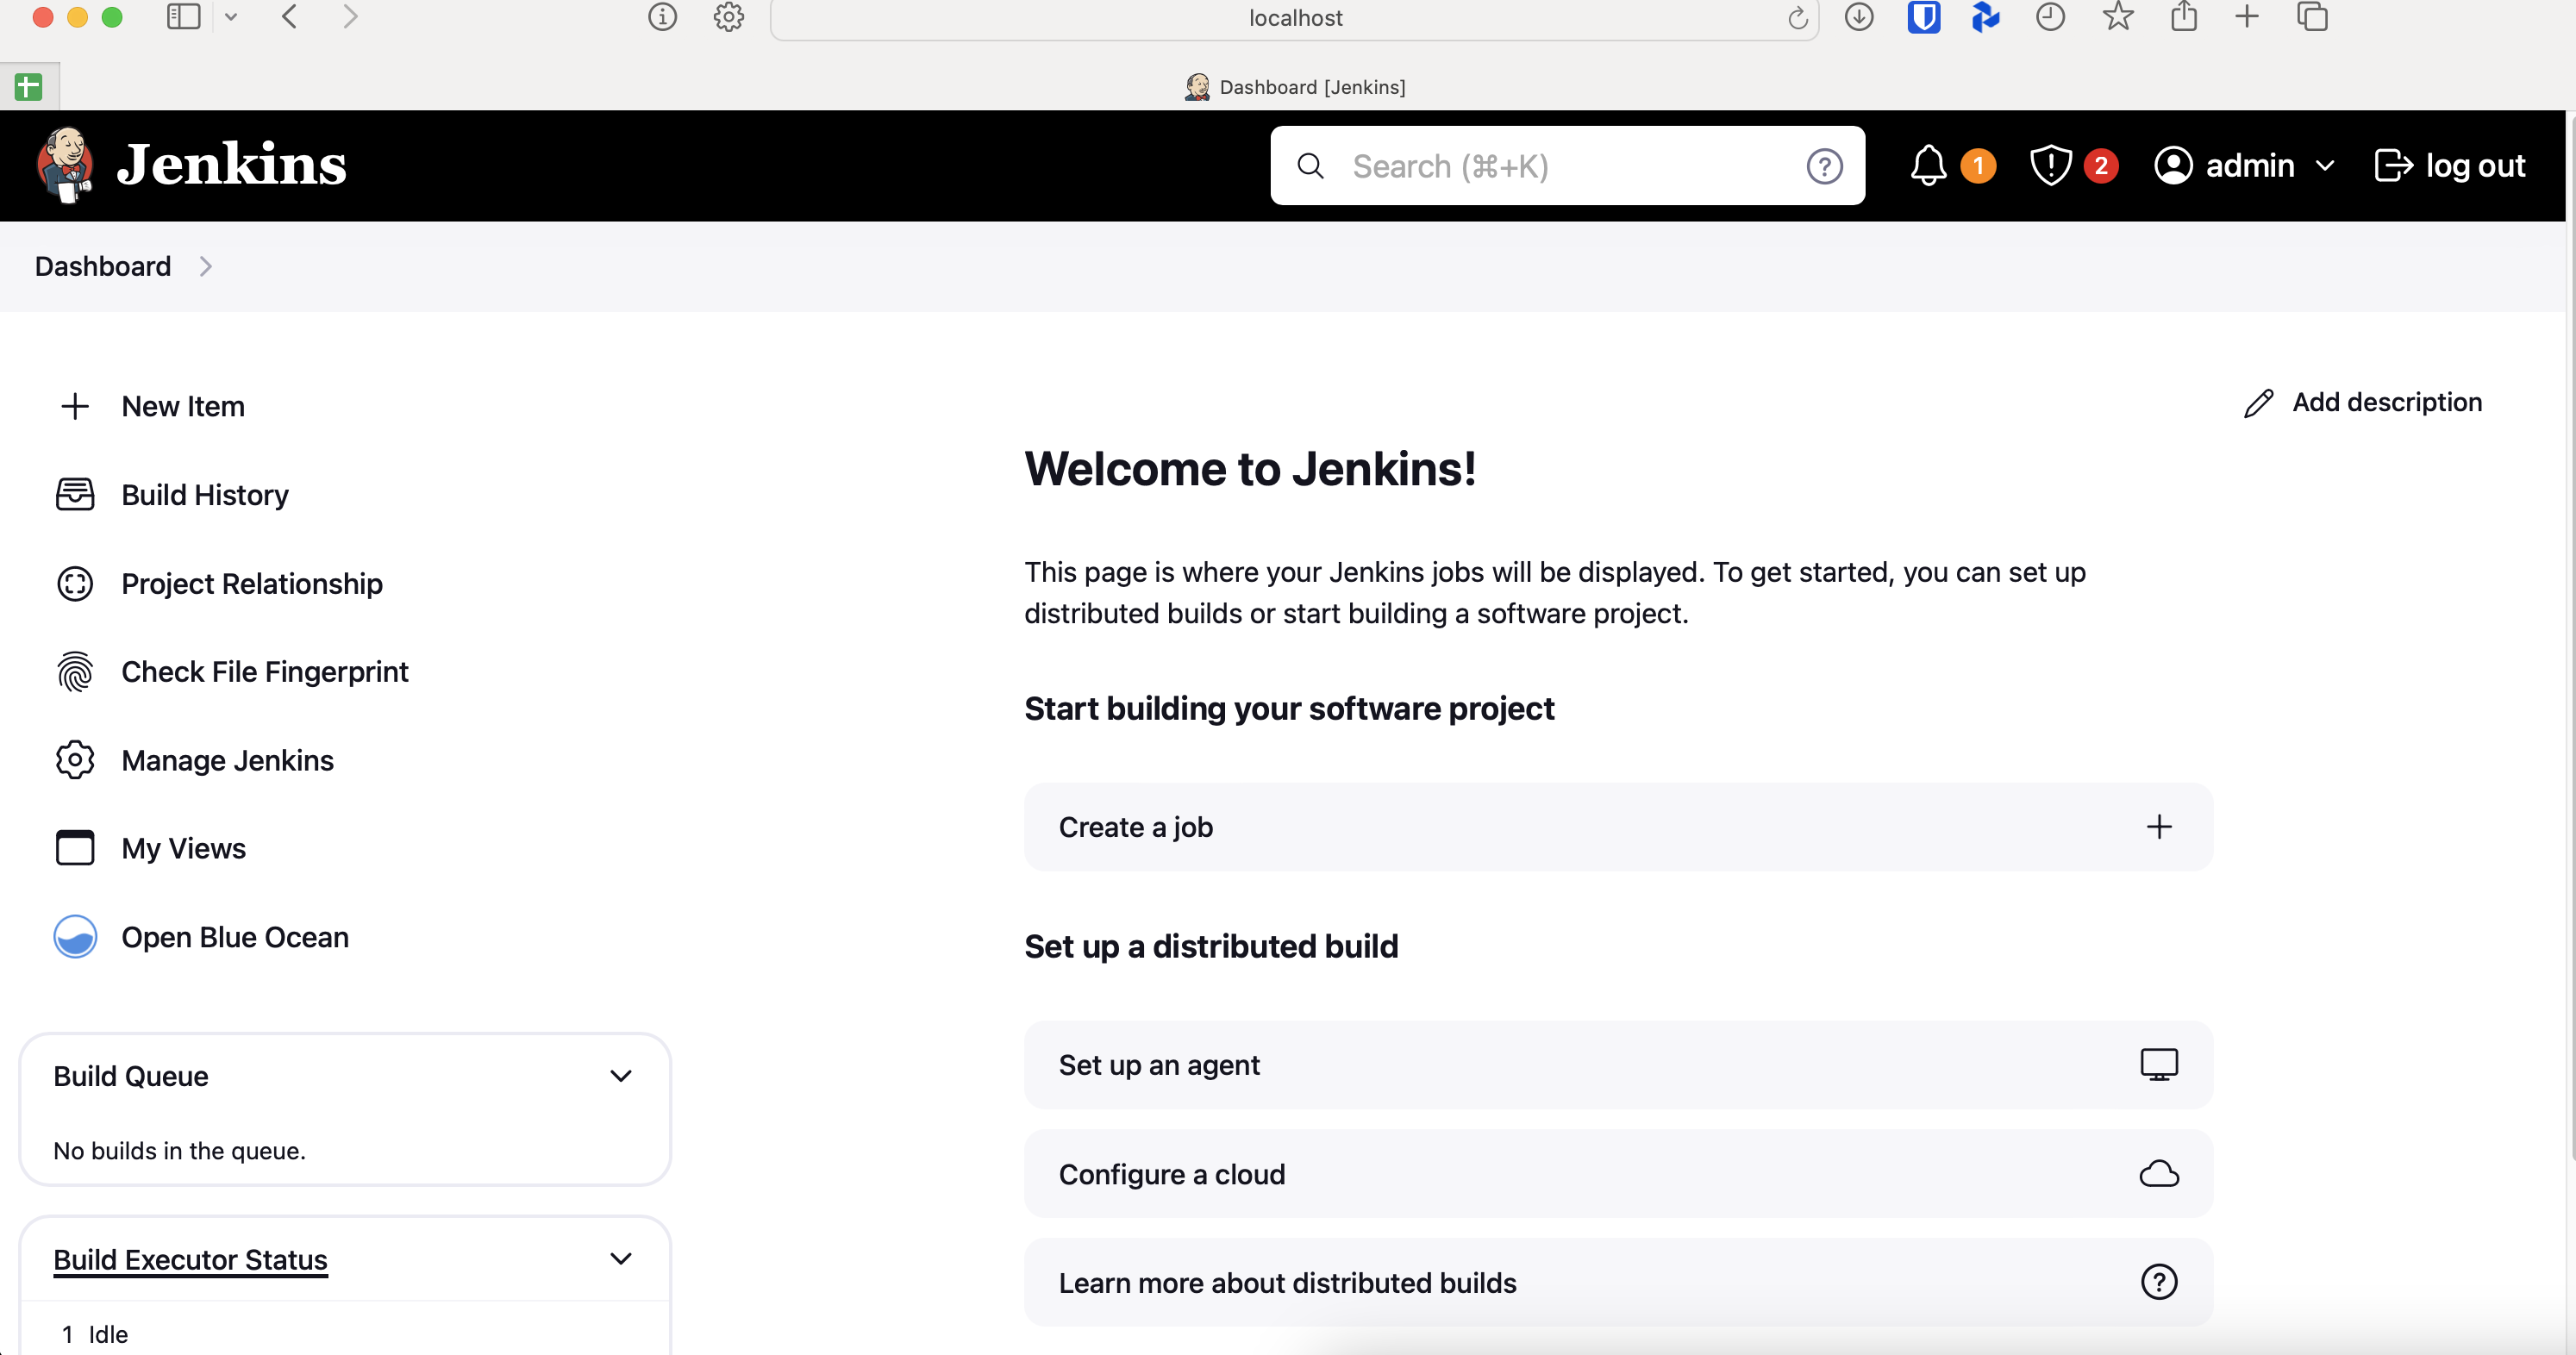 localhost
Dashboard [Jenkins]
Jenkins
Search (⌘+K)
?
1
2
admin
log out
Dashboard
New Item
Build History
Project Relationship
Check File Fingerprint
Manage Jenkins
My Views
Open Blue Ocean
Build Queue
No builds in the queue.
Build Executor Status
1 Idle
Add description
Welcome to Jenkins!
This page is where your Jenkins jobs will be displayed. To get started, you can set up
distributed builds or start building a software project.
Start building your software project
Create a job
Set up a distributed build
Set up an agent
Configure a cloud
Learn more about distributed builds
?